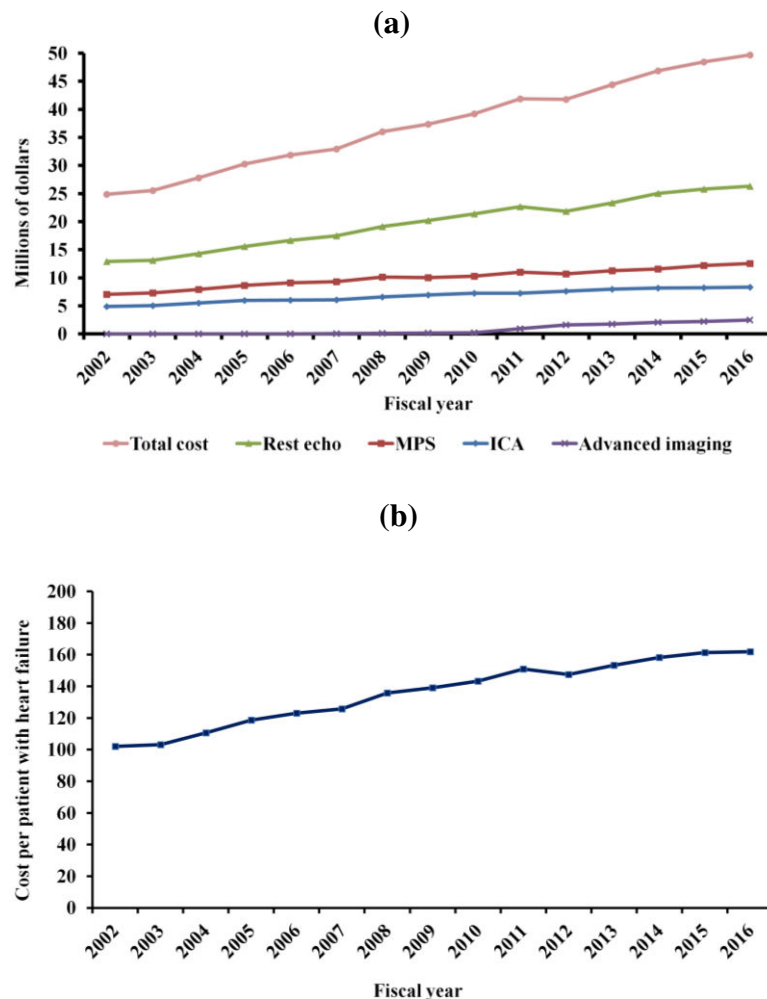 (a)
50
45
40
35
30
25
20
15
10
5
0
Millions of dollars
2002 2003 2004 2005 2006 2007 2008 2009 2010 2011 2012 2013 2014 2015 2016
Fiscal year
Total cost Rest echo MPS ICA Advanced imaging
(b)
200
180
160
140
120
100
80
60
40
20
0
Cost per patient with heart failure
2002 2003 2004 2005 2006 2007 2008 2009 2010 2011 2012 2013 2014 2015 2016
Fiscal year